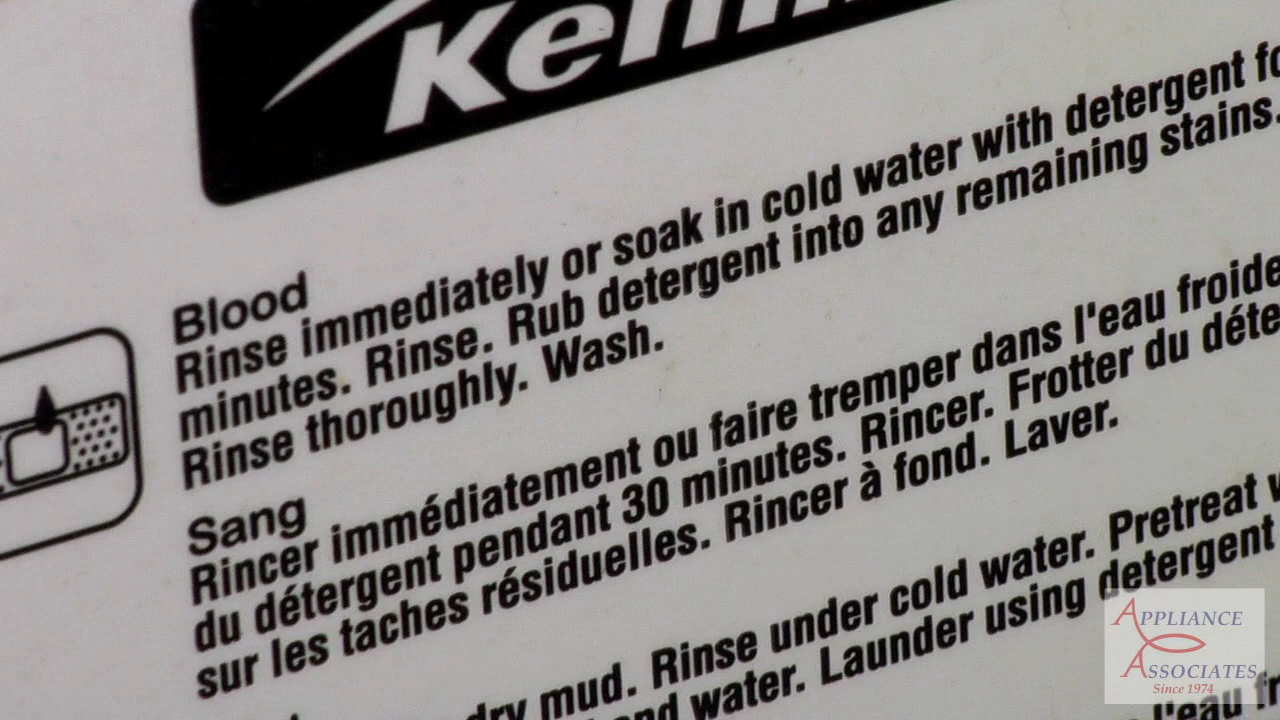 Blood
Rinse immediately or soak in cold water with detergent
minutes. Rinse. Rub detergent into any remaining stains.
Rinse thoroughly. Wash.
Sang
Rincer immédiatement ou faire tremper dans l'eau froide
du détergent pendant 30 minutes. Rincer. Frotter du
sur les taches résiduelles. Rincer à fond. Laver.
mud. Rinse under cold water. Pretreat
water. Launder using detergent
l'eau
APPLIANCE
ASSOCIATES
Since 1974